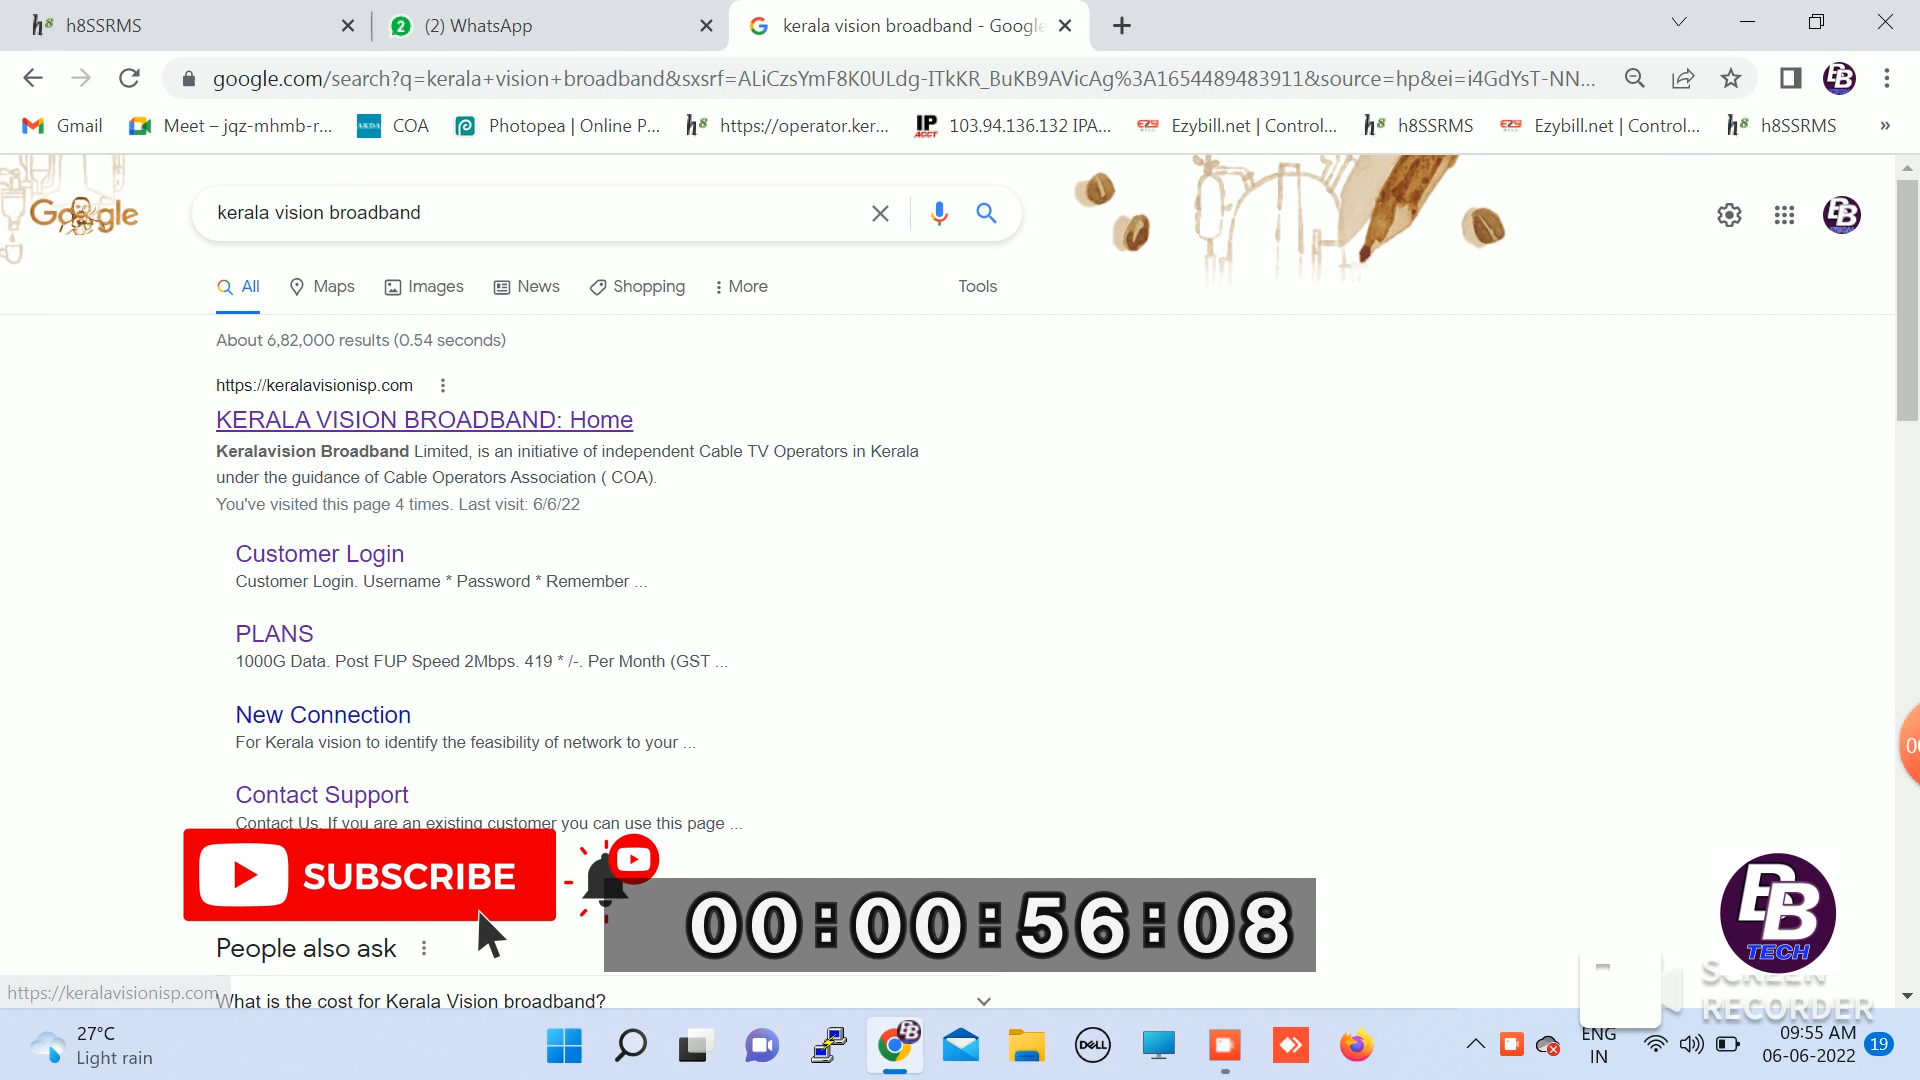 h8SSRMS
(2) WhatsApp
kerala vision broadband - Google
google.com/search?q=kerala+vision+broadband&sxsrf=ALiCzsYmF8K0ULdg-ITkKR_BuKB9AVicAg%3A1654489483911&source=hp&ei=i4GdYsT-NN...
Gmail
Meet – jqz-mhmb-r...
COA
Photopea | Online P...
https://operator.ker...
IP ACCT
103.94.136.132 IPA...
Ezybill.net | Control...
h8SSRMS
Ezybill.net | Control...
h8SSRMS
»
Google
kerala vision broadband
All
Maps
Images
News
Shopping
More
Tools
About 6,82,000 results (0.54 seconds)
https://keralavisionisp.com
KERALA VISION BROADBAND: Home
Keralavision Broadband Limited, is an initiative of independent Cable TV Operators in Kerala
under the guidance of Cable Operators Association ( COA).
You've visited this page 4 times. Last visit: 6/6/22
Customer Login
Customer Login. Username * Password * Remember ...
PLANS
1000G Data. Post FUP Speed 2Mbps. 419 * /-. Per Month (GST ...
New Connection
For Kerala vision to identify the feasibility of network to your ...
Contact Support
Contact Us. If you are an existing customer you can use this page ...
SUBSCRIBE
00:00:56:08
People also ask
BB
TECH
SCREEN
RECORDER
https://keralavisionisp.com
What is the cost for Kerala Vision broadband?
27°C
Light rain
DELL
ENG
IN
09:55 AM
06-06-2022
19